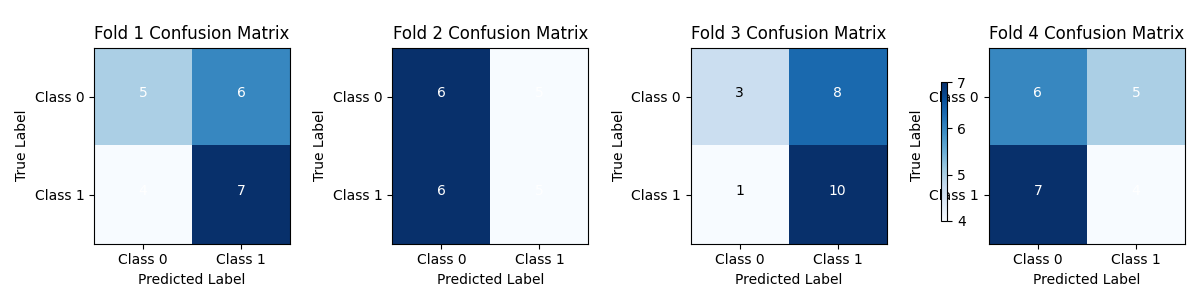 Fold 1 Confusion Matrix
True Label
Class 0
Class 1
5 6
4 7
Class 0 Class 1
Predicted Label
Fold 2 Confusion Matrix
True Label
Class 0
Class 1
6 5
6 5
Class 0 Class 1
Predicted Label
Fold 3 Confusion Matrix
True Label
Class 0
Class 1
3 8
1 10
Class 0 Class 1
Predicted Label
7
6
5
4
Fold 4 Confusion Matrix
True Label
Class 0
Class 1
6 5
7
Class 0 Class 1
Predicted Label